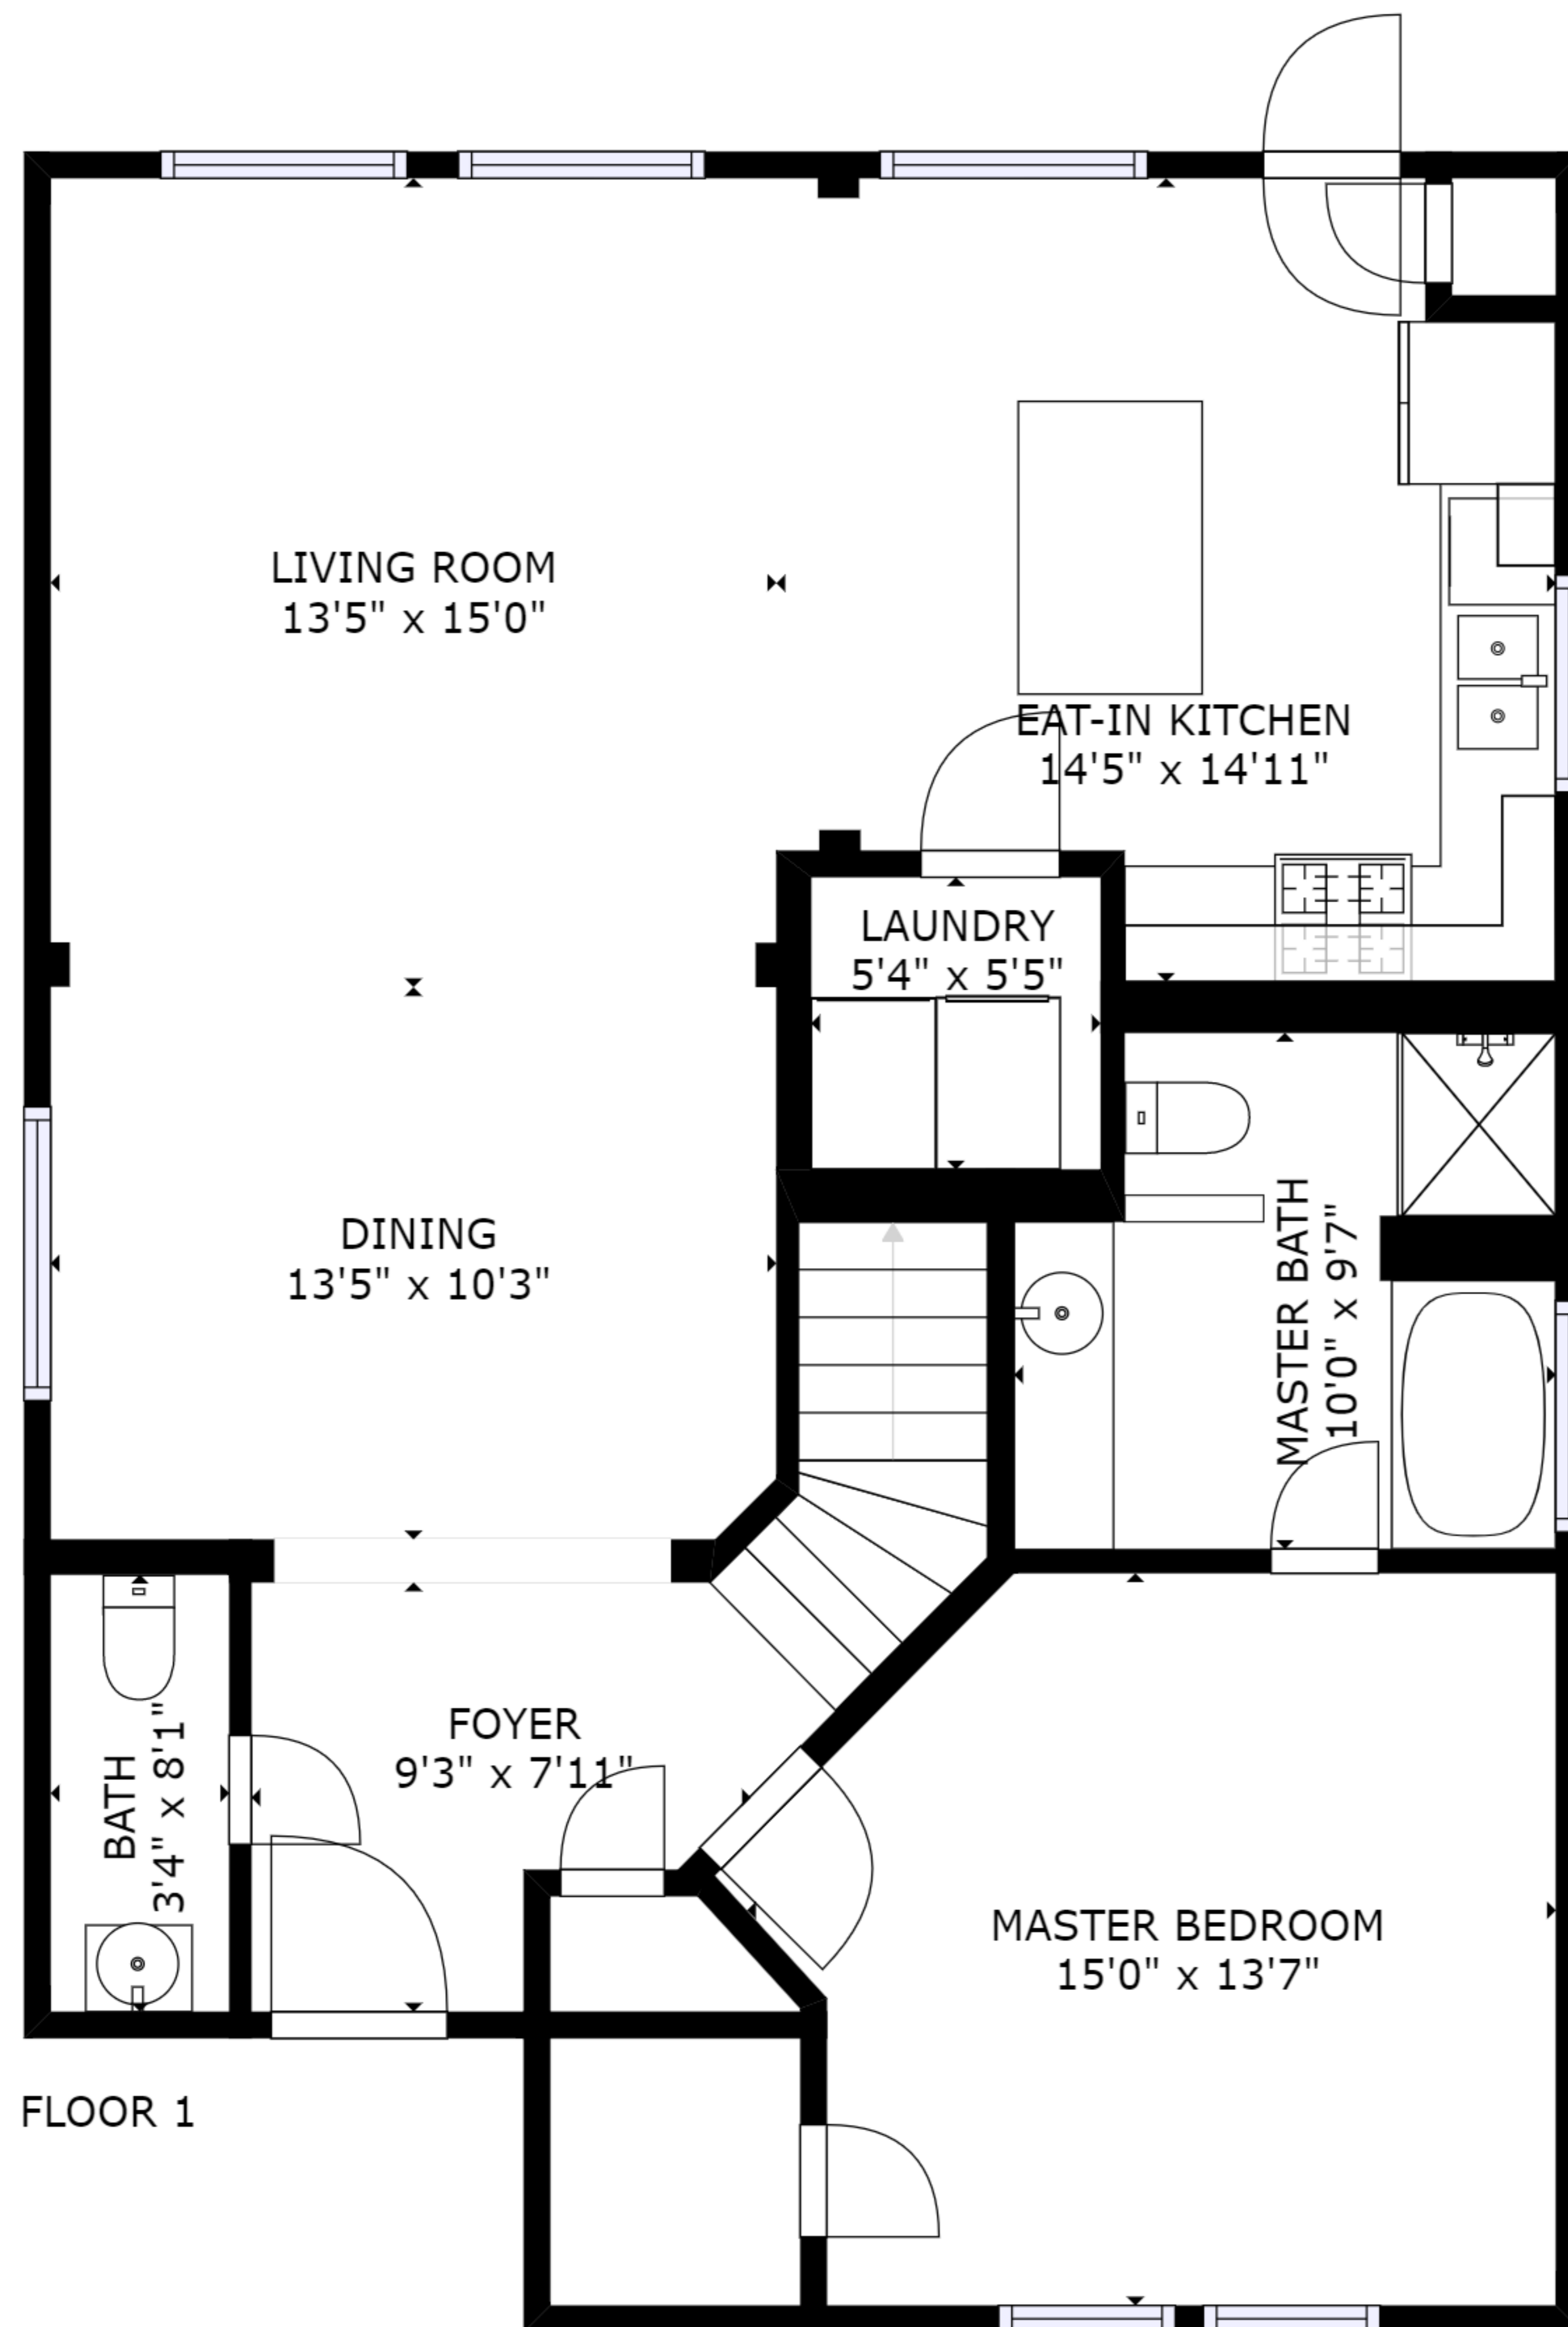 LIVING ROOM
13'5" x 15'0"
EAT-IN KITCHEN
14'5" x 14'11"
LAUNDRY
5'4" x 5'5"
DINING
13'5" x 10'3"
MASTER BATH
10'0" x 9'7"
FOYER
9'3" x 7'11"
BATH
3'4" x 8'1"
MASTER BEDROOM
15'0" x 13'7"
FLOOR 1